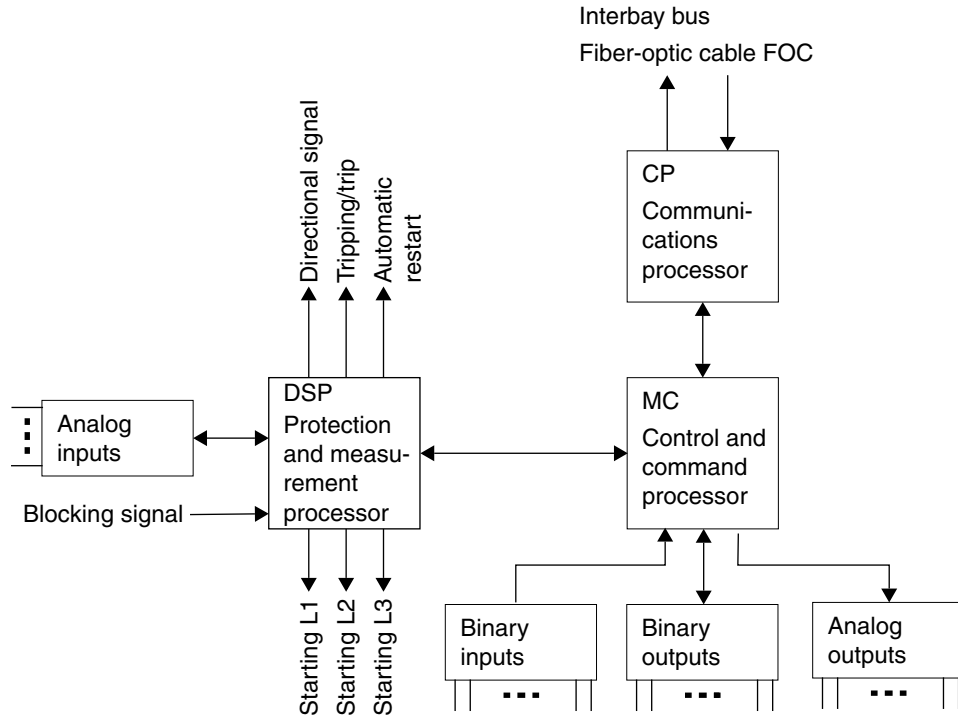 Interbay bus
Fiber-optic cable FOC
Directional signal
Tripping/trip
Automatic
restart
CP
Communi-
cations
processor
DSP
Protection
and measu-
rement
processor
MC
Control and
command
processor
Analog
inputs
Blocking signal
Starting L1
Starting L2
Starting L3
Binary
inputs
Binary
outputs
Analog
outputs